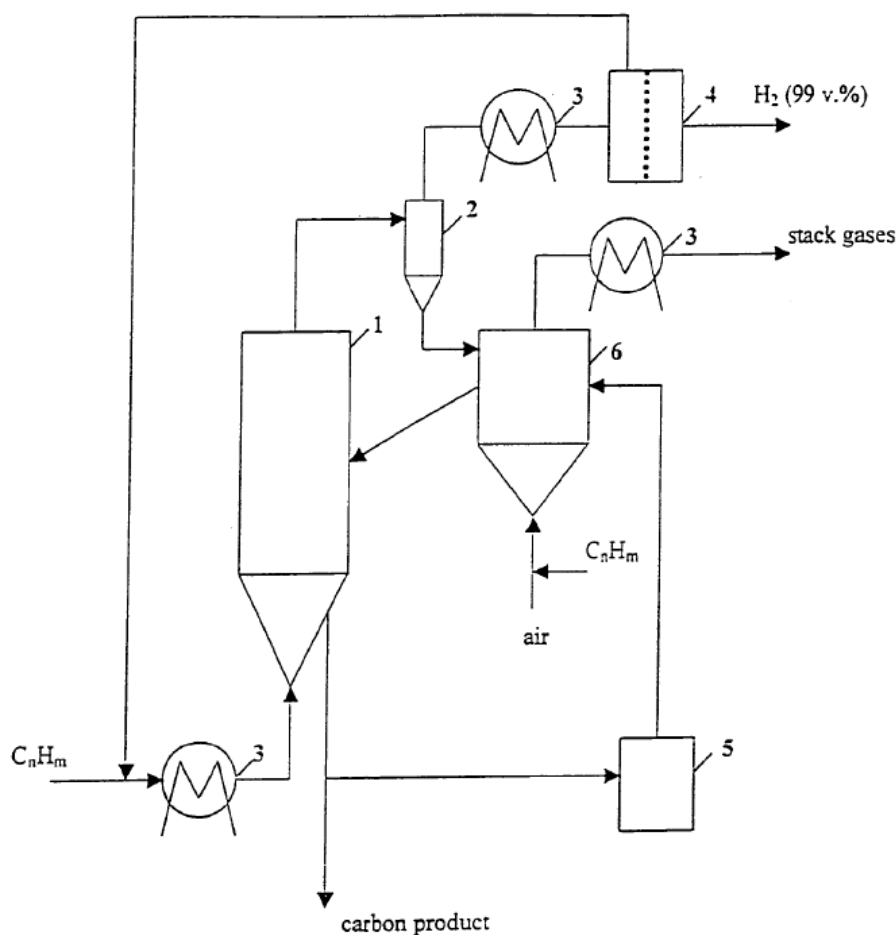 3
4
H₂ (99 v.%)
2
3
stack gases
1
6
CₙHₘ
air
CₙHₘ
3
5
carbon product